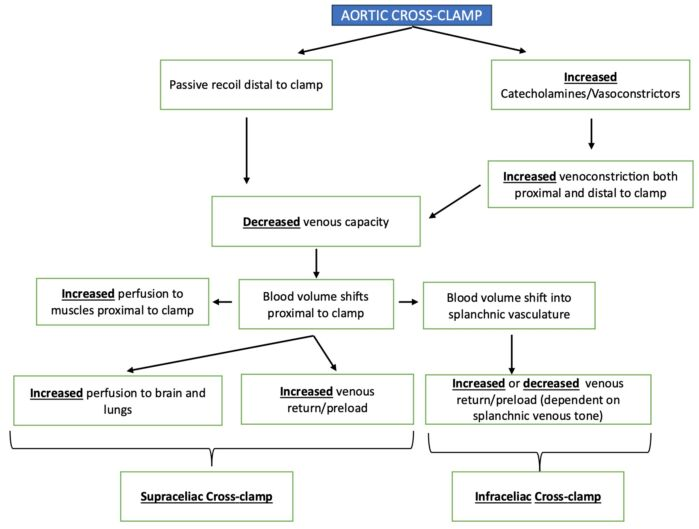 AORTIC CROSS-CLAMP
Passive recoil distal to clamp
Increased
Catecholamines/Vasoconstrictors
Increased venoconstriction both
proximal and distal to clamp
Decreased venous capacity
Increased perfusion to
muscles proximal to clamp
Blood volume shifts
proximal to clamp
Blood volume shift into
splanchnic vasculature
Increased perfusion to brain and
lungs
Increased venous
return/preload
Increased or decreased venous
return/preload (dependent on
splanchnic venous tone)
Supraceliac Cross-clamp
Infraceliac Cross-clamp